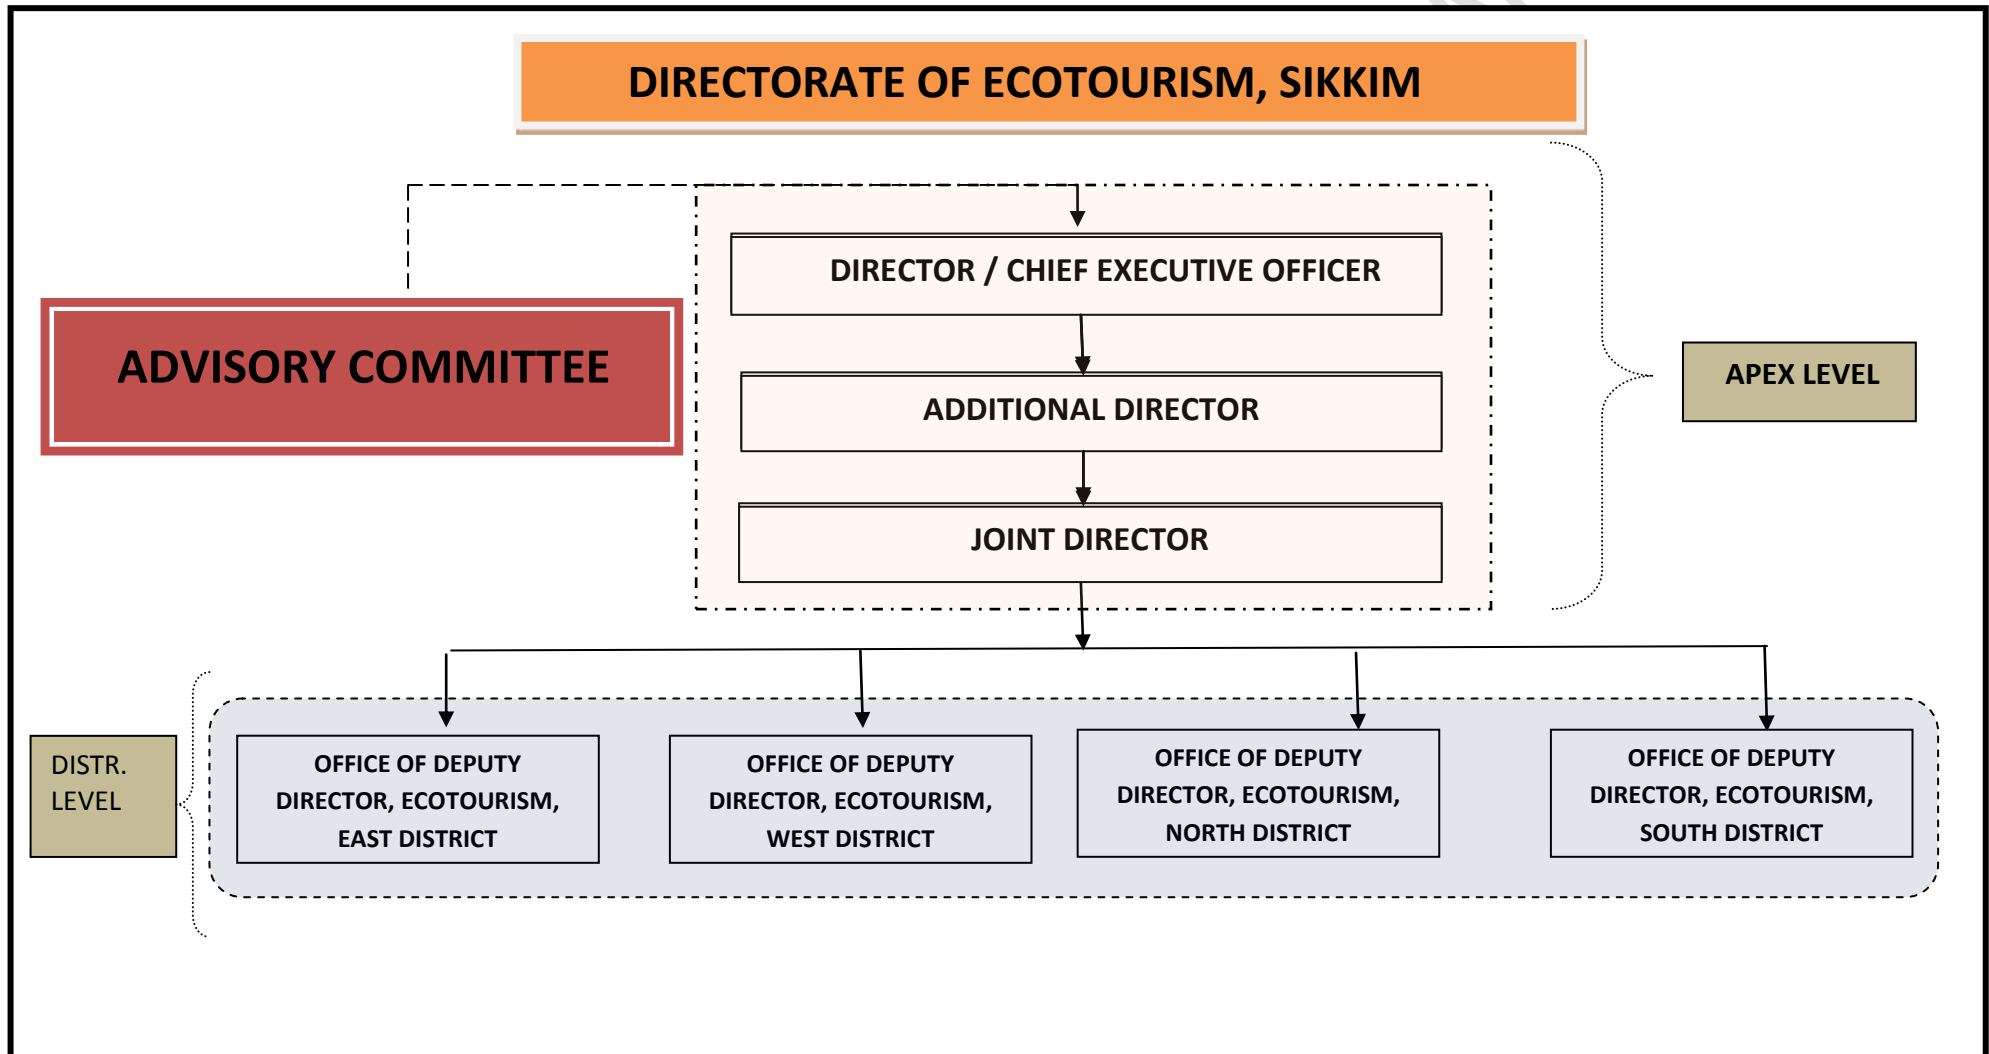 DIRECTORATE OF ECOTOURISM, SIKKIM
DIRECTOR / CHIEF EXECUTIVE OFFICER
ADVISORY COMMITTEE
APEX LEVEL
ADDITIONAL DIRECTOR
JOINT DIRECTOR
DISTR.
LEVEL
OFFICE OF DEPUTY
DIRECTOR, ECOTOURISM,
EAST DISTRICT
OFFICE OF DEPUTY
DIRECTOR, ECOTOURISM,
WEST DISTRICT
OFFICE OF DEPUTY
DIRECTOR, ECOTOURISM,
NORTH DISTRICT
OFFICE OF DEPUTY
DIRECTOR, ECOTOURISM,
SOUTH DISTRICT